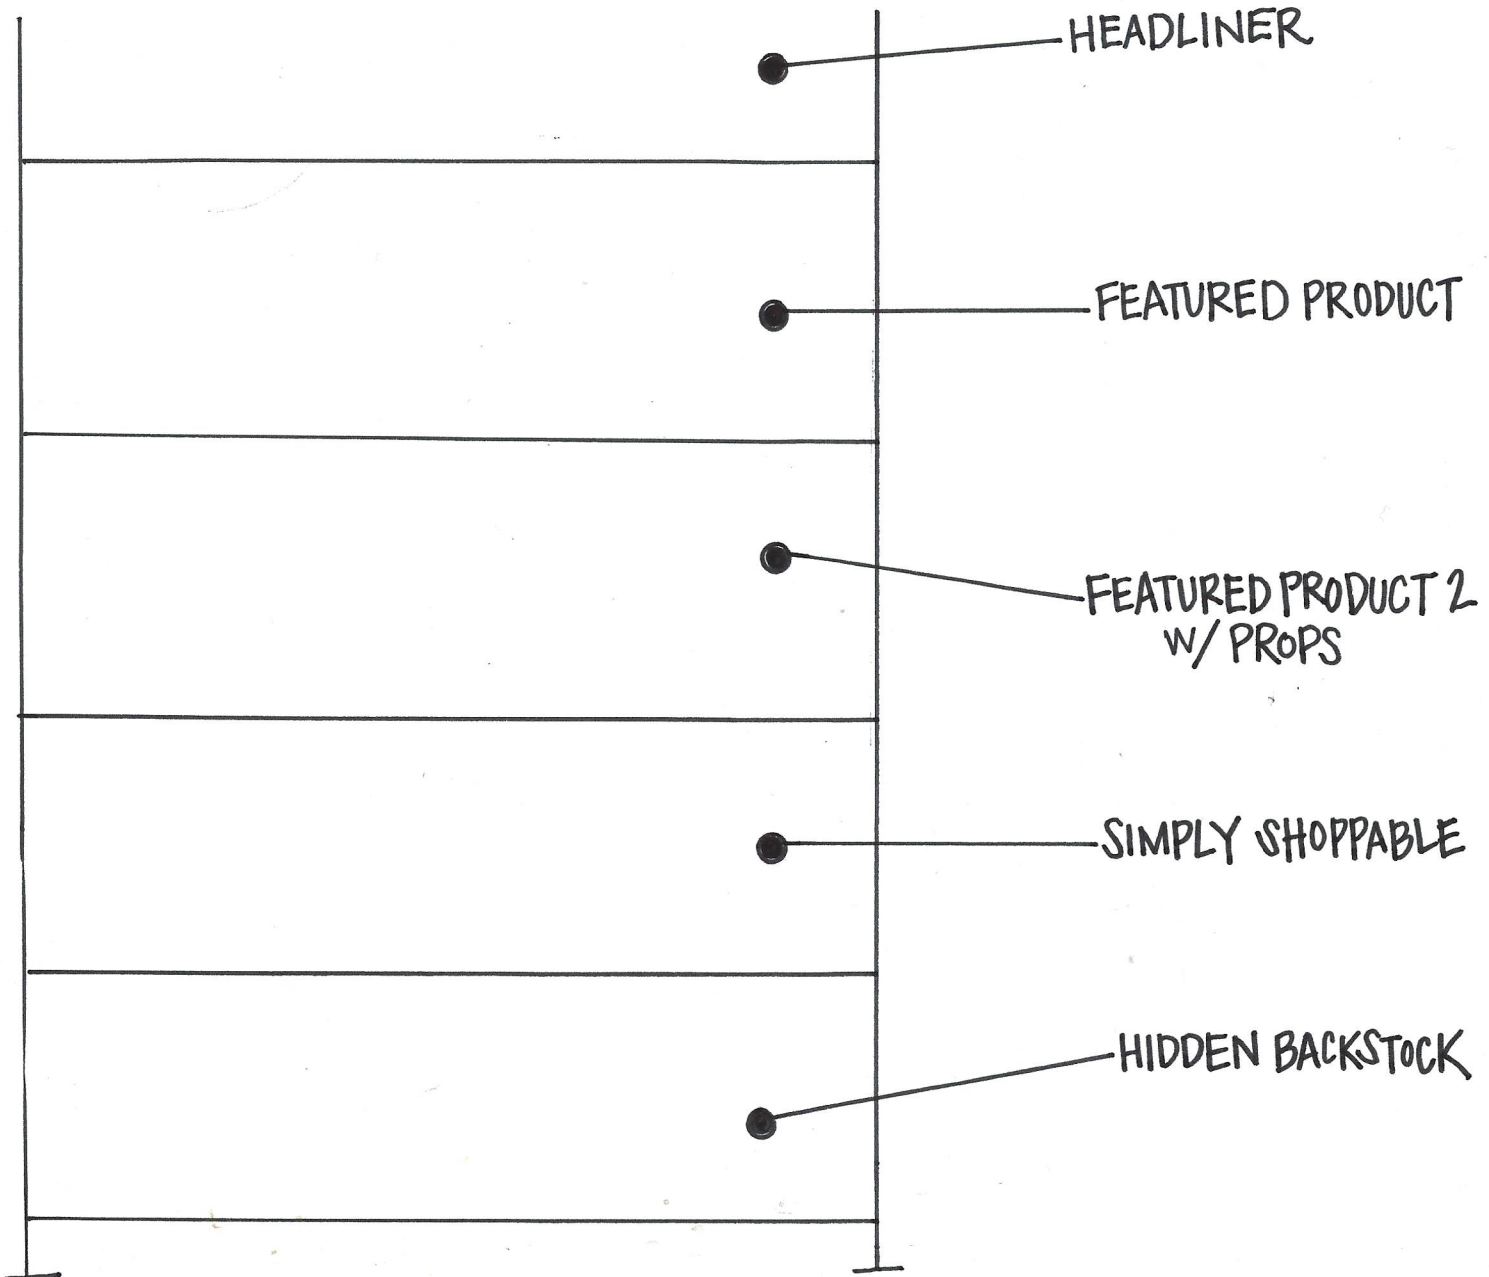 HEADLINER
FEATURED PRODUCT
FEATURED PRODUCT 2
W/ PROPS
SIMPLY SHOPPABLE
HIDDEN BACKSTOCK